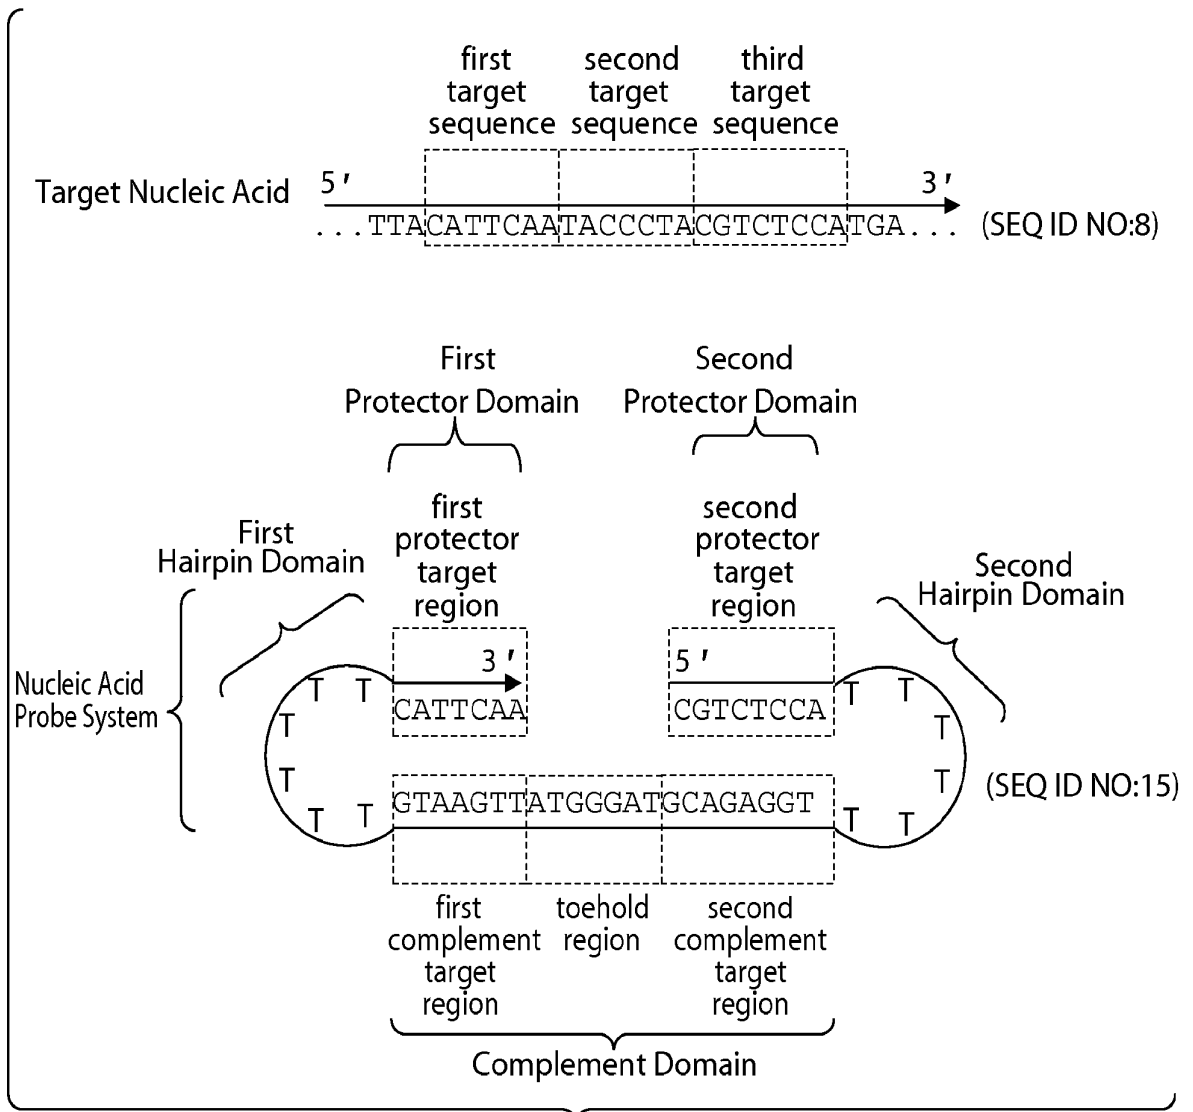 first second third
target target target
sequence sequence sequence
5′ 3′
Target Nucleic Acid
...TTACATTCAATACCCTACGTCTCCATGA... (SEQ ID NO:8)
First Second
Protector Domain Protector Domain
first second
protector protector
target target
region region
First
Hairpin Domain
Second
Hairpin Domain
3′ 5′
Nucleic Acid
Probe System
T T T T
CATTCAA CGTCTCCA
T T
T T
(SEQ ID NO:15)
GTAAGTTATGGGATGCAGAGGT
T T T T
first toehold second
complement region complement
target target
region region
Complement Domain